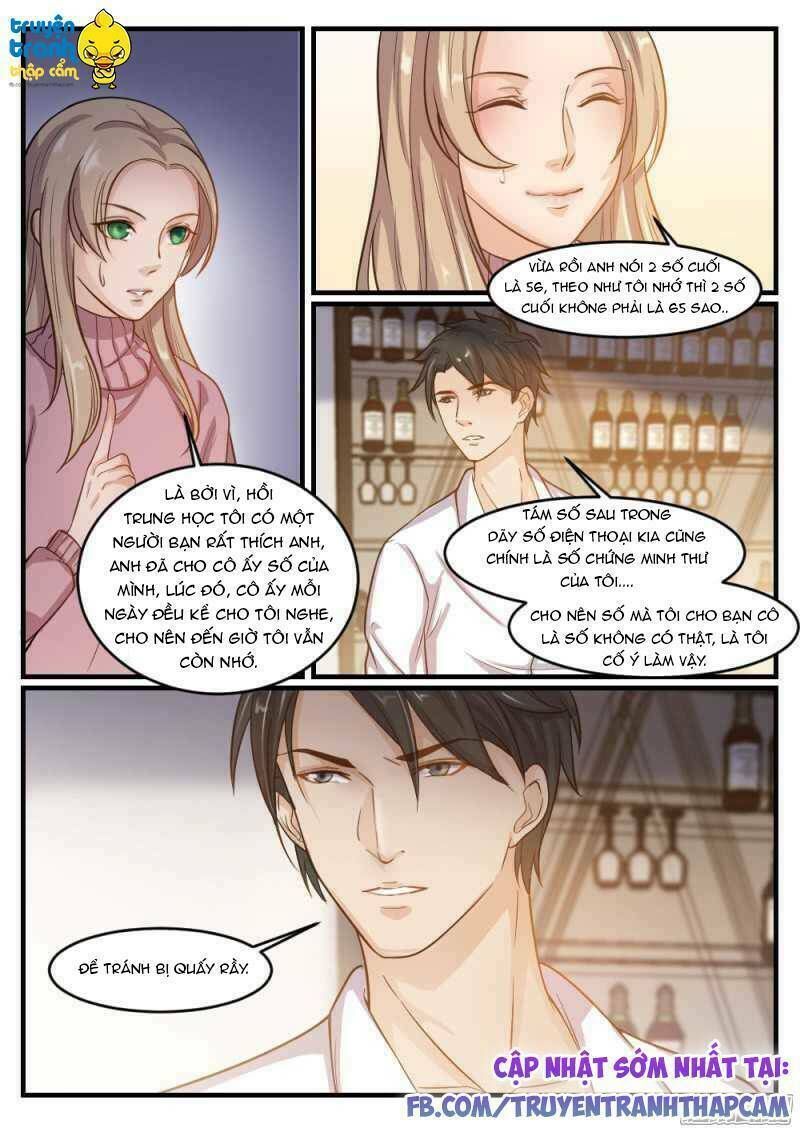 truyện
tranh
thập cẩm
fb.com/truyentranhthapcam
LÀ BỞI VÌ, HỒI
TRUNG HỌC TÔI CÓ MỘT
NGƯỜI BẠN RẤT THÍCH ANH,
ANH ĐÃ CHO CÔ ẤY SỐ CỦA
MÌNH, LÚC ĐÓ, CÔ ẤY MỖI
NGÀY ĐỀU KỂ CHO TÔI NGHE,
CHO NÊN ĐẾN GIỜ TÔI VẪN
CÒN NHỚ.
VỪA RỒI ANH NÓI 2 SỐ CUỐI
LÀ 56, THEO NHƯ TÔI NHỚ THÌ 2 SỐ
CUỐI KHÔNG PHẢI LÀ 65 SAO..
TÁM SỐ SAU TRONG
DÃY SỐ ĐIỆN THOẠI KIA CŨNG
CHÍNH LÀ SỐ CHỨNG MINH THƯ
CỦA TÔI....
CHO NÊN SỐ MÀ TÔI CHO BẠN CÔ
LÀ SỐ KHÔNG CÓ THẬT, LÀ TÔI
CỐ Ý LÀM VẬY.
ĐỂ TRÁNH BỊ QUẤY RẦY.
CẬP NHẬT SỚM NHẤT TẠI:
FB.COM/TRUYENTRANHTHAPCAM